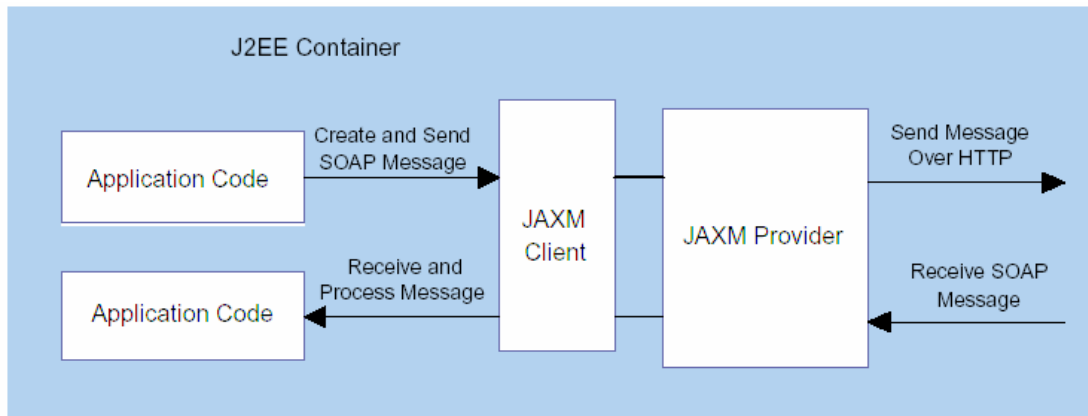 J2EE Container
Create and Send
SOAP Message
Send Message
Over HTTP
Application Code
JAXM
Client
JAXM Provider
Receive and
Process Message
Receive SOAP
Message
Application Code